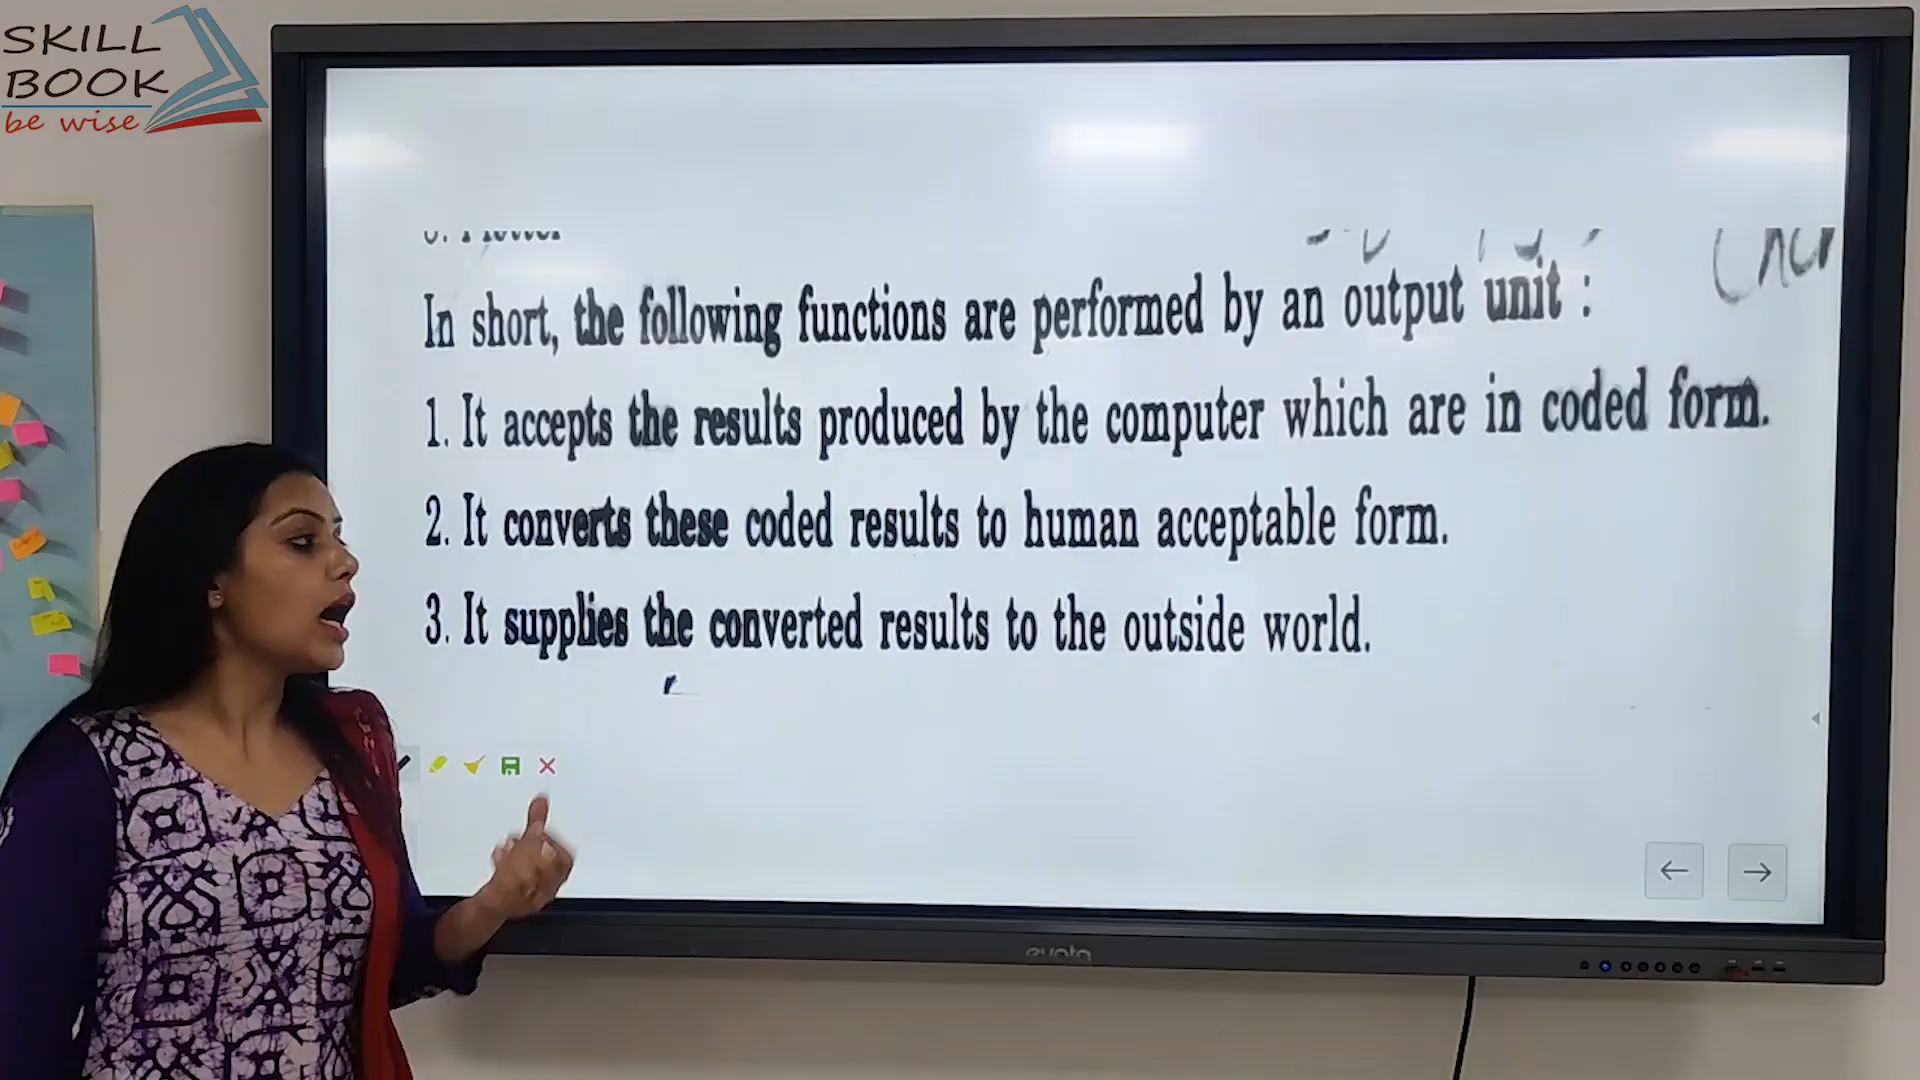 SKILL
BOOK
be wise
In short, the following functions are performed by an output unit :
1. It accepts the results produced by the computer which are in coded form.
2. It converts these coded results to human acceptable form.
3. It supplies the converted results to the outside world.